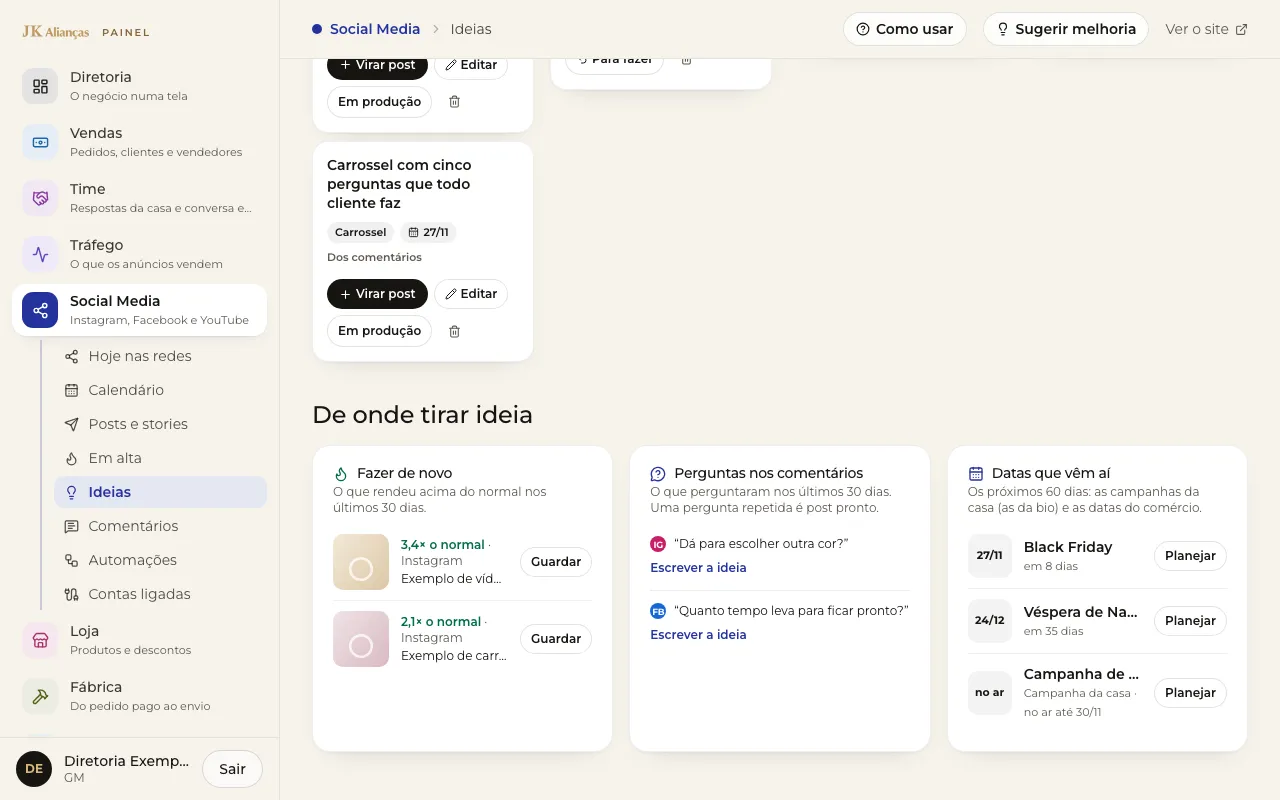 JK Alianças PAINEL
Diretoria
O negócio numa tela
Vendas
Pedidos, clientes e vendedores
Time
Respostas da casa e conversa e...
Tráfego
O que os anúncios vendem
Social Media
Instagram, Facebook e YouTube
Hoje nas redes
Calendário
Posts e stories
Em alta
Ideias
Comentários
Automações
Contas ligadas
Loja
Produtos e descontos
Fábrica
Do pedido pago ao envio
DE
Diretoria Exemp...
GM
Sair
Social Media
Ideias
Como usar
Sugerir melhoria
Ver o site
Virar post
Editar
Em produção
Para fazer
Carrossel com cinco
perguntas que todo
cliente faz
Carrossel
27/11
Dos comentários
Virar post
Editar
Em produção
De onde tirar ideia
Fazer de novo
O que rendeu acima do normal nos
últimos 30 dias.
3,4× o normal ·
Instagram
Exemplo de víd...
Guardar
2,1× o normal ·
Instagram
Exemplo de carr...
Guardar
Perguntas nos comentários
O que perguntaram nos últimos 30 dias.
Uma pergunta repetida é post pronto.
IG
“Dá para escolher outra cor?”
Escrever a ideia
FB
“Quanto tempo leva para ficar pronto?”
Escrever a ideia
Datas que vêm aí
Os próximos 60 dias: as campanhas da
casa (as da bio) e as datas do comércio.
27/11
Black Friday
em 8 dias
Planejar
24/12
Véspera de Na...
em 35 dias
Planejar
no ar
Campanha de ...
Campanha da casa ·
no ar até 30/11
Planejar